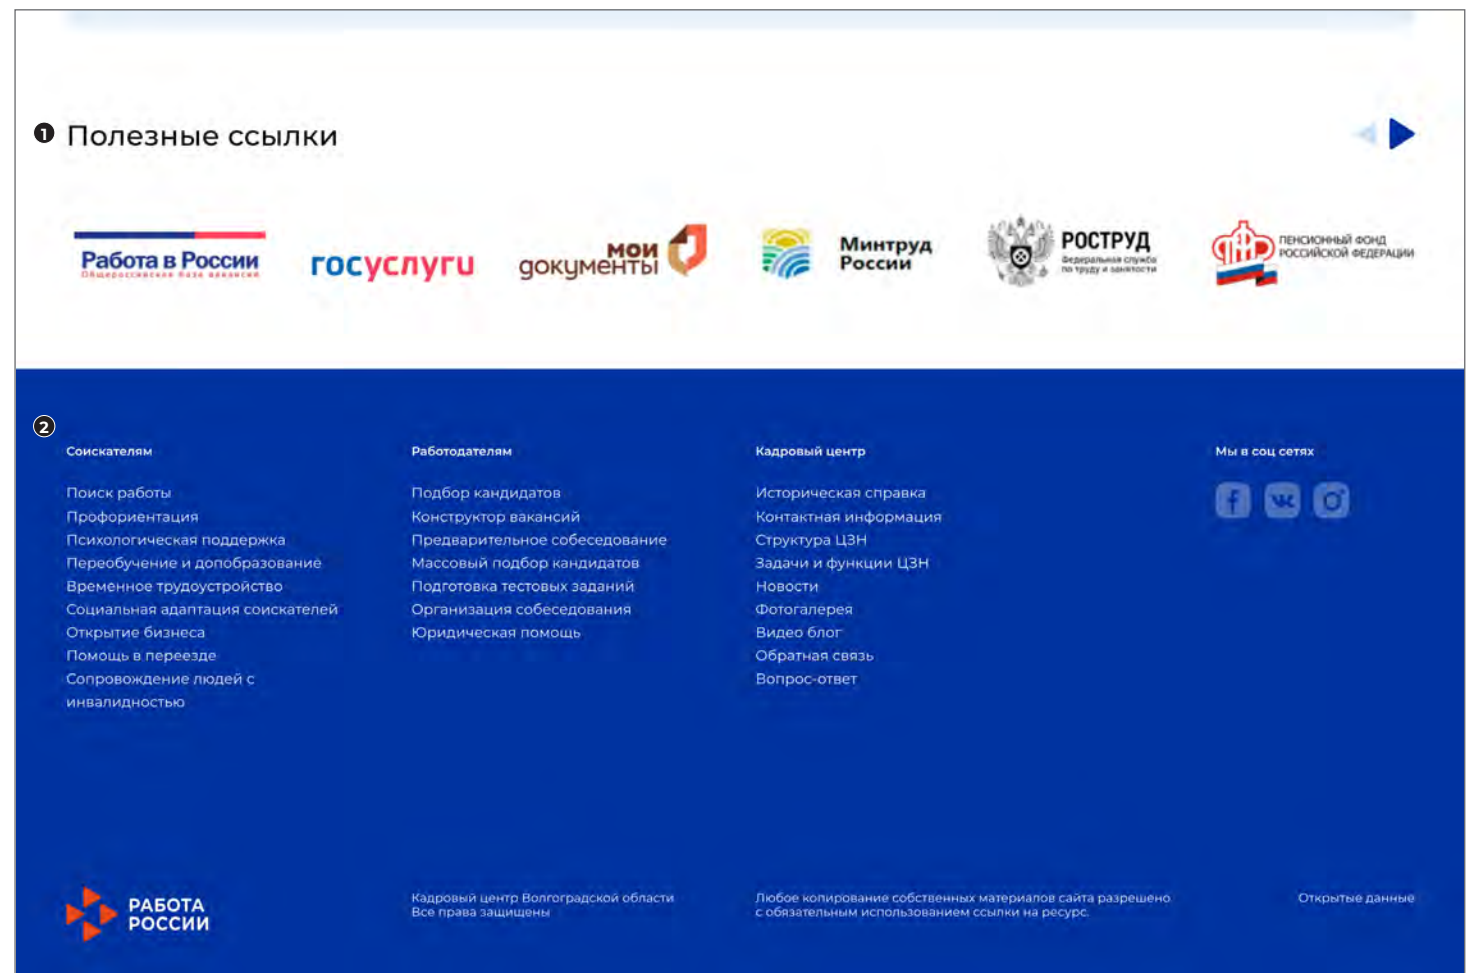 1 Полезные ссылки
Работа в России
Общероссийская база вакансий
госуслуги
мои
документы
Минтруд
России
РОСТРУД
Федеральная служба
по труду и занятости
ПФР
ПЕНСИОННЫЙ ФОНД
РОССИЙСКОЙ ФЕДЕРАЦИИ
2
Соискателям
Поиск работы
Профориентация
Психологическая поддержка
Переобучение и допобразование
Временное трудоустройство
Социальная адаптация соискателей
Открытие бизнеса
Помощь в переезде
Сопровождение людей с
инвалидностью
Работодателям
Подбор кандидатов
Конструктор вакансий
Предварительное собеседование
Массовый подбор кандидатов
Подготовка тестовых заданий
Организация собеседования
Юридическая помощь
Кадровый центр
Историческая справка
Контактная информация
Структура ЦЗН
Задачи и функции ЦЗН
Новости
Фотогалерея
Видео блог
Обратная связь
Вопрос-ответ
Мы в соц сетях
РАБОТА
РОССИИ
Кадровый центр Волгоградской области
Все права защищены
Любое копирование собственных материалов сайта разрешено
с обязательным использованием ссылки на ресурс.
Открытые данные